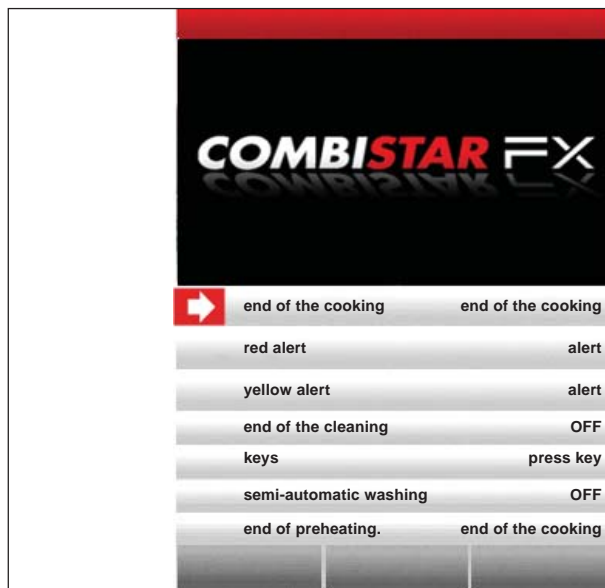 COMBISTAR FX
end of the cooking end of the cooking
red alert alert
yellow alert alert
end of the cleaning OFF
keys press key
semi-automatic washing OFF
end of preheating. end of the cooking